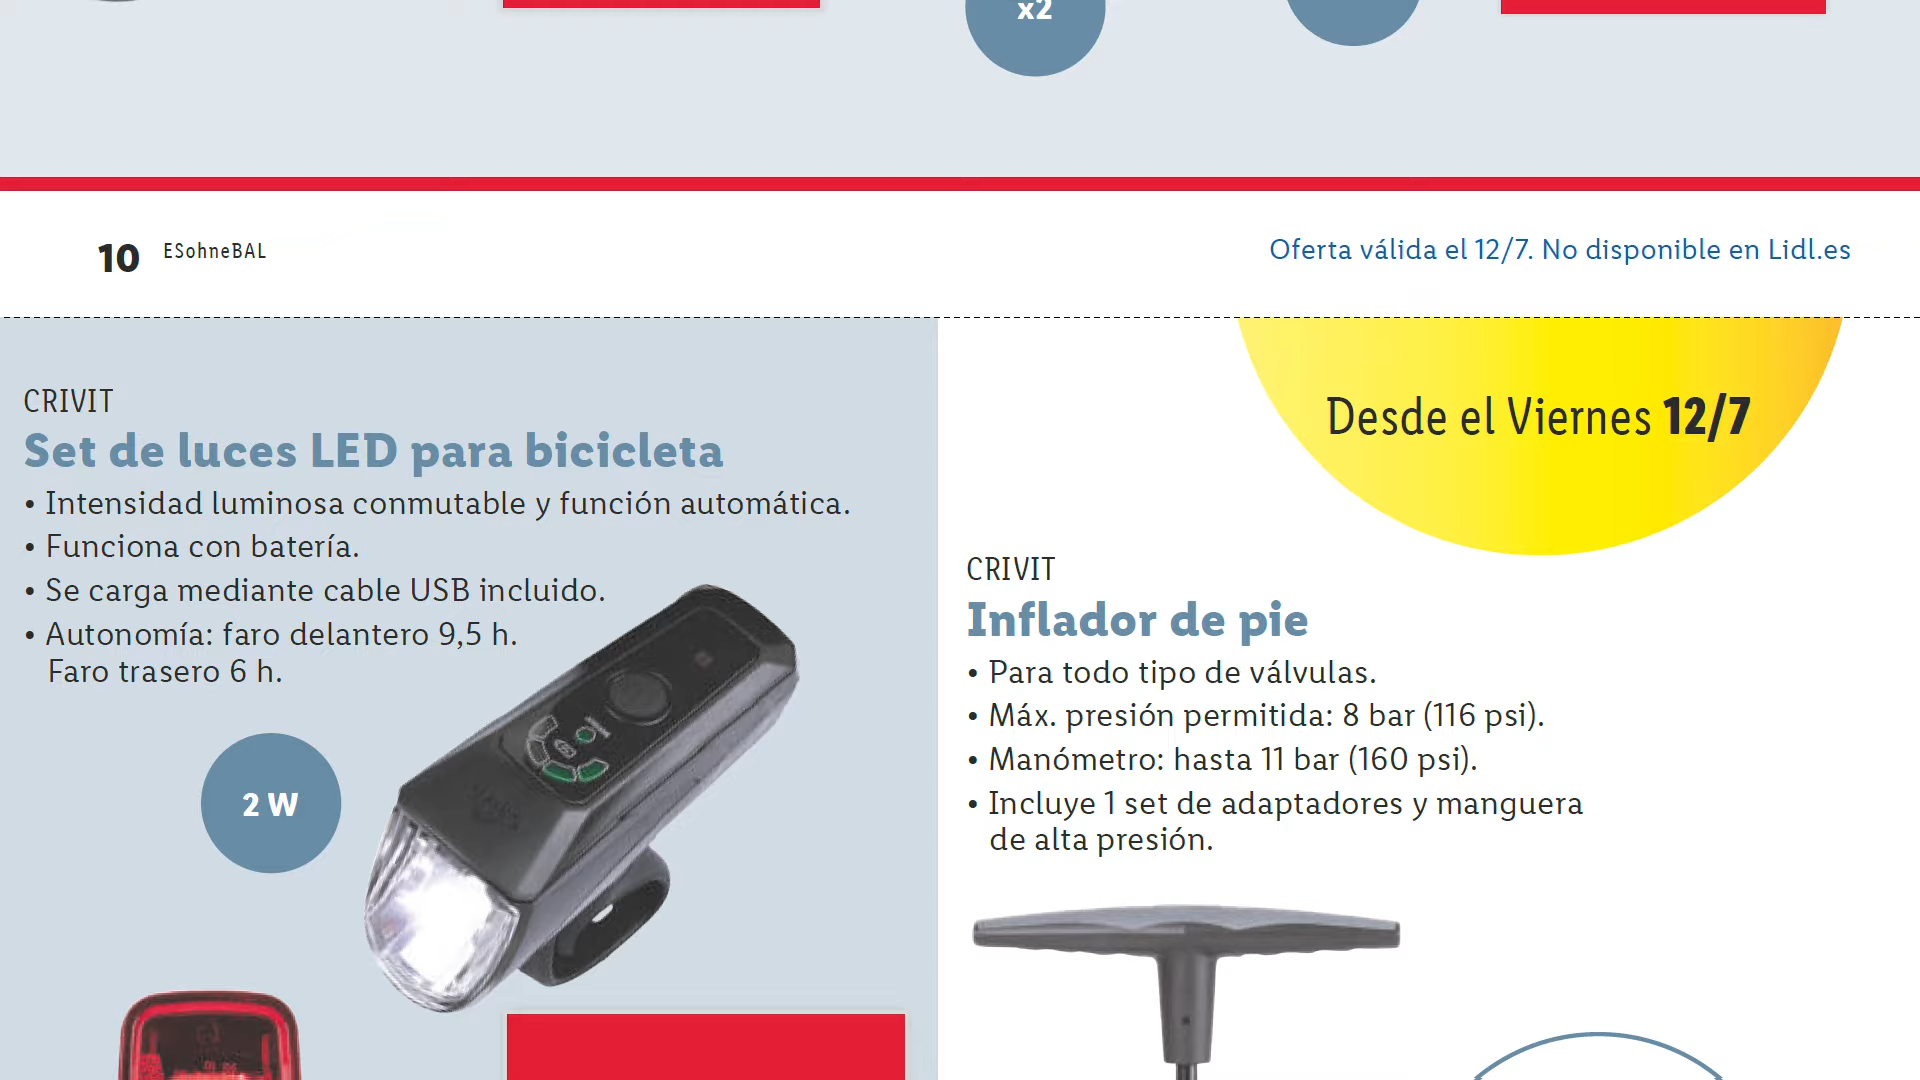 x2
10 ESohneBAL
Oferta válida el 12/7. No disponible en Lidl.es
CRIVIT
Set de luces LED para bicicleta
• Intensidad luminosa conmutable y función automática.
• Funciona con batería.
• Se carga mediante cable USB incluido.
• Autonomía: faro delantero 9,5 h.
Faro trasero 6 h.
2 W
Desde el Viernes 12/7
CRIVIT
Inflador de pie
• Para todo tipo de válvulas.
• Máx. presión permitida: 8 bar (116 psi).
• Manómetro: hasta 11 bar (160 psi).
• Incluye 1 set de adaptadores y manguera
de alta presión.